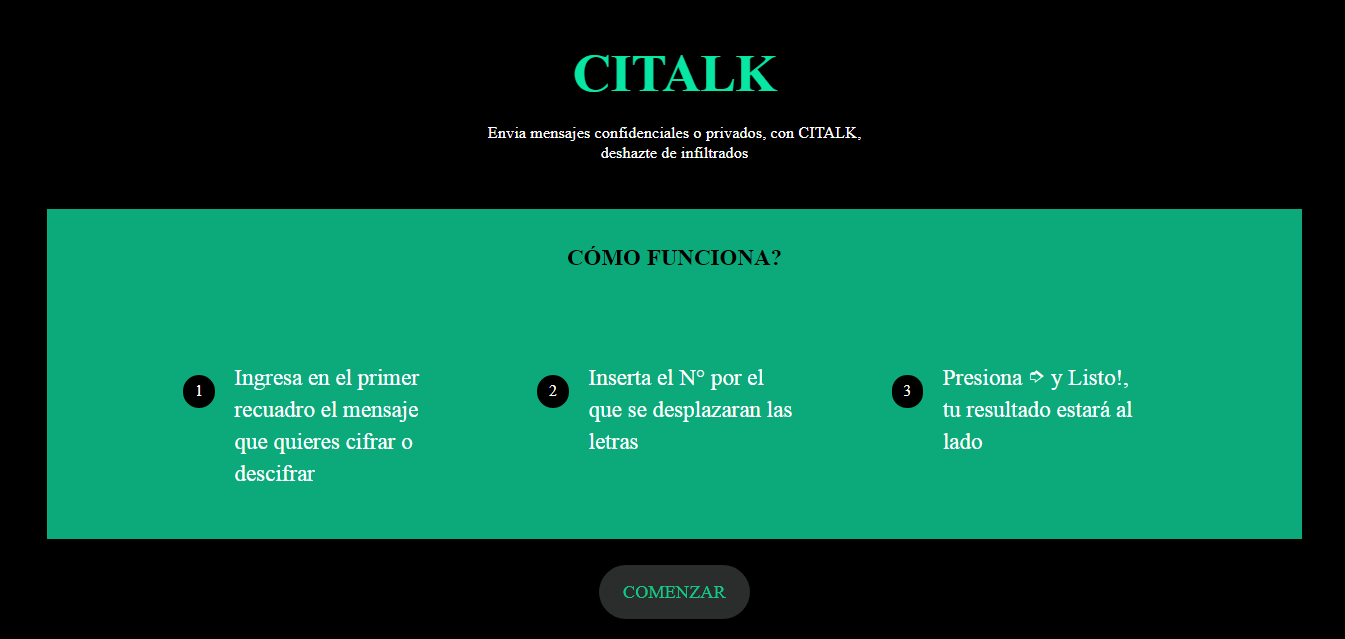 CITALK
Envia mensajes confidenciales o privados, con CITALK,
deshazte de infiltrados
CÓMO FUNCIONA?
1
Ingresa en el primer
recuadro el mensaje
que quieres cifrar o
descifrar
2
Inserta el N° por el
que se desplazaran las
letras
3
Presiona ➩ y Listo!,
tu resultado estará al
lado
COMENZAR